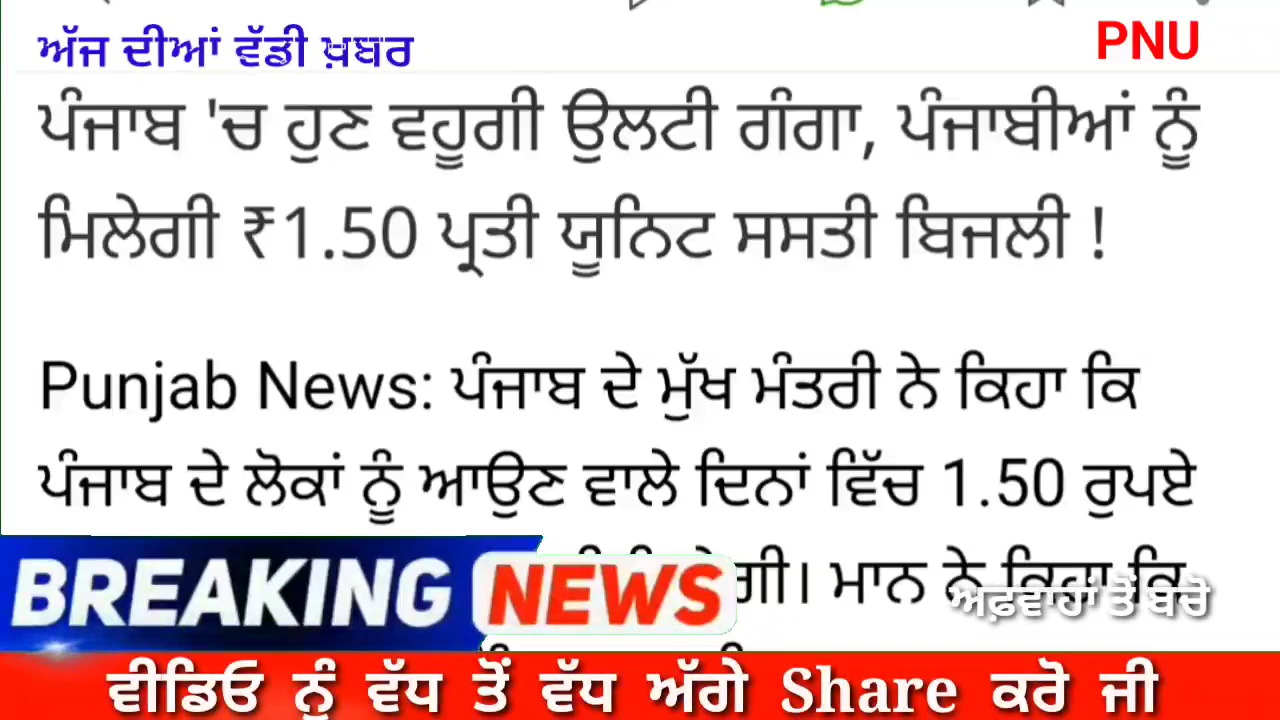 ਅੱਜ ਦੀਆਂ ਵੱਡੀ ਖ਼ਬਰ
PNU
ਪੰਜਾਬ 'ਚ ਹੁਣ ਵਹੂਗੀ ਉਲਟੀ ਗੰਗਾ, ਪੰਜਾਬੀਆਂ ਨੂੰ
ਮਿਲੇਗੀ ₹1.50 ਪ੍ਰਤੀ ਯੂਨਿਟ ਸਸਤੀ ਬਿਜਲੀ !
Punjab News: ਪੰਜਾਬ ਦੇ ਮੁੱਖ ਮੰਤਰੀ ਨੇ ਕਿਹਾ ਕਿ
ਪੰਜਾਬ ਦੇ ਲੋਕਾਂ ਨੂੰ ਆਉਣ ਵਾਲੇ ਦਿਨਾਂ ਵਿੱਚ 1.50 ਰੁਪਏ
ਮਾਨ ਨੇ ਕਿਹਾ ਕਿ
ਅਫ਼ਵਾਹਾਂ ਤੋਂ ਬਚੋ
BREAKING NEWS
ਵੀਡਿਓ ਨੂੰ ਵੱਧ ਤੋਂ ਵੱਧ ਅੱਗੇ Share ਕਰੋ ਜੀ